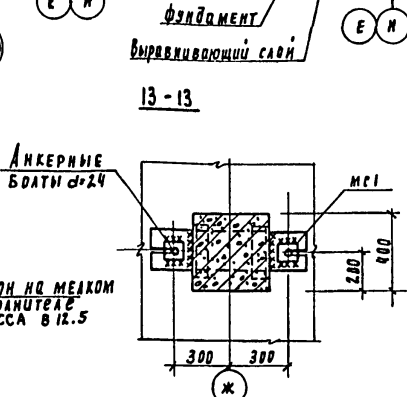 Е И
фундамент
Выравнивающий слой
Е И
13-13
Анкерные
болты d=24
мс1
200
400
он на мелком
олнителе
сса В 12.5
300 300
Ж